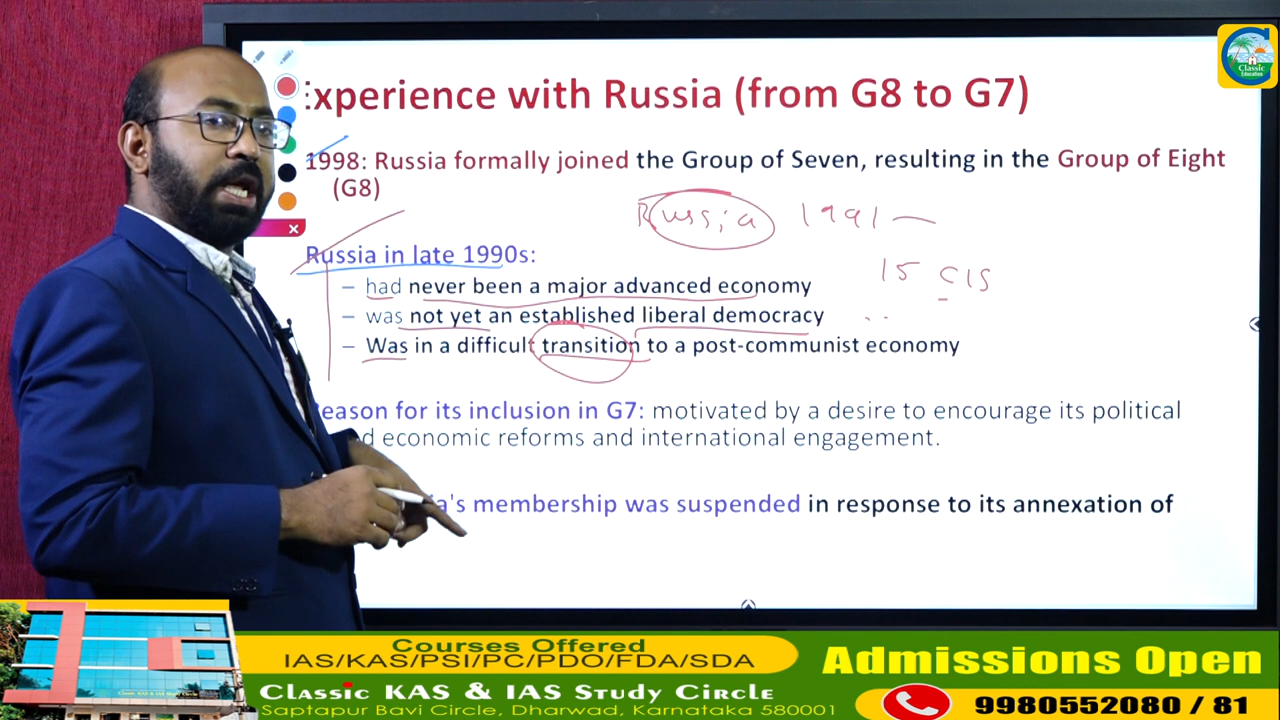 Experience with Russia (from G8 to G7)
1998: Russia formally joined the Group of Seven, resulting in the Group of Eight
(G8)
Russia 1991 —
Russia in late 1990s:
15 CIS
– had never been a major advanced economy
– was not yet an established liberal democracy
– Was in a difficult transition to a post-communist economy
Reason for its inclusion in G7: motivated by a desire to encourage its political
economic reforms and international engagement.
membership was suspended in response to its annexation of
Classic
Education
Courses Offered
IAS/KAS/PSI/PC/PDO/FDA/SDA
Classic KAS & IAS Study Circle
Saptapur Bavi Circle, Dharwad, Karnataka 580001
Admissions Open
9980552080 / 81